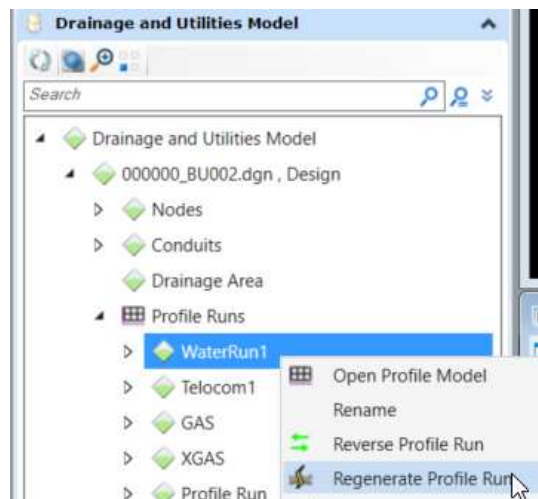 Drainage and Utilities Model
Search
Drainage and Utilities Model
000000_BU002.dgn , Design
Nodes
Conduits
Drainage Area
Profile Runs
WaterRun1
Open Profile Model
Telocom1
Rename
GAS
Reverse Profile Run
XGAS
Regenerate Profile Run
Profile Run